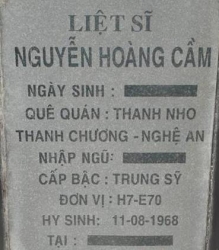 LIỆT SĨ
NGUYỄN HOÀNG CẦM
NGÀY SINH :
QUÊ QUÁN : THANH NHO
THANH CHƯƠNG - NGHỆ AN
NHẬP NGŨ :
CẤP BẬC : TRUNG SỸ
ĐƠN VỊ : H7-E70
HY SINH: 11-08-1968
TẠI :